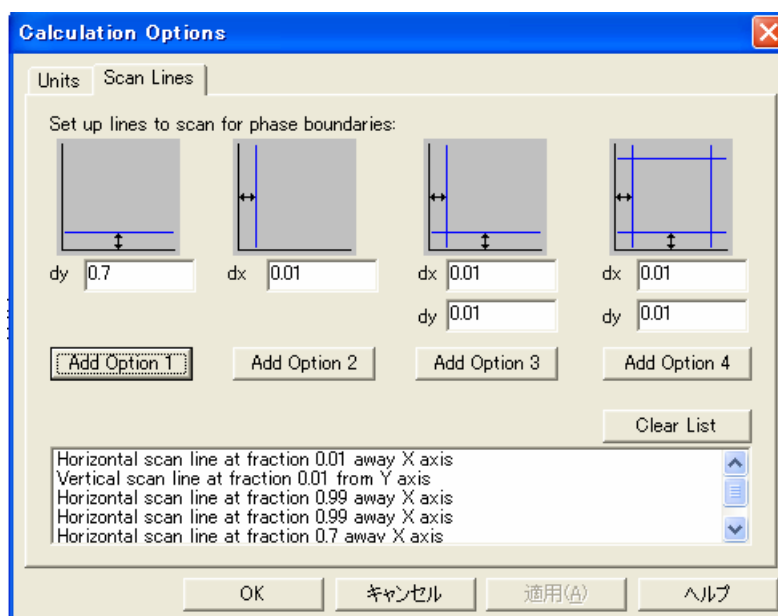 Calculation Options
Units Scan Lines
Set up lines to scan for phase boundaries:
dy 0.7 dx 0.01 dx 0.01 dx 0.01
dy 0.01 dy 0.01
Add Option 1 Add Option 2 Add Option 3 Add Option 4
Clear List
Horizontal scan line at fraction 0.01 away X axis
Vertical scan line at fraction 0.01 from Y axis
Horizontal scan line at fraction 0.99 away X axis
Horizontal scan line at fraction 0.99 away X axis
Horizontal scan line at fraction 0.7 away X axis
OK キャンセル 適用(A) ヘルプ